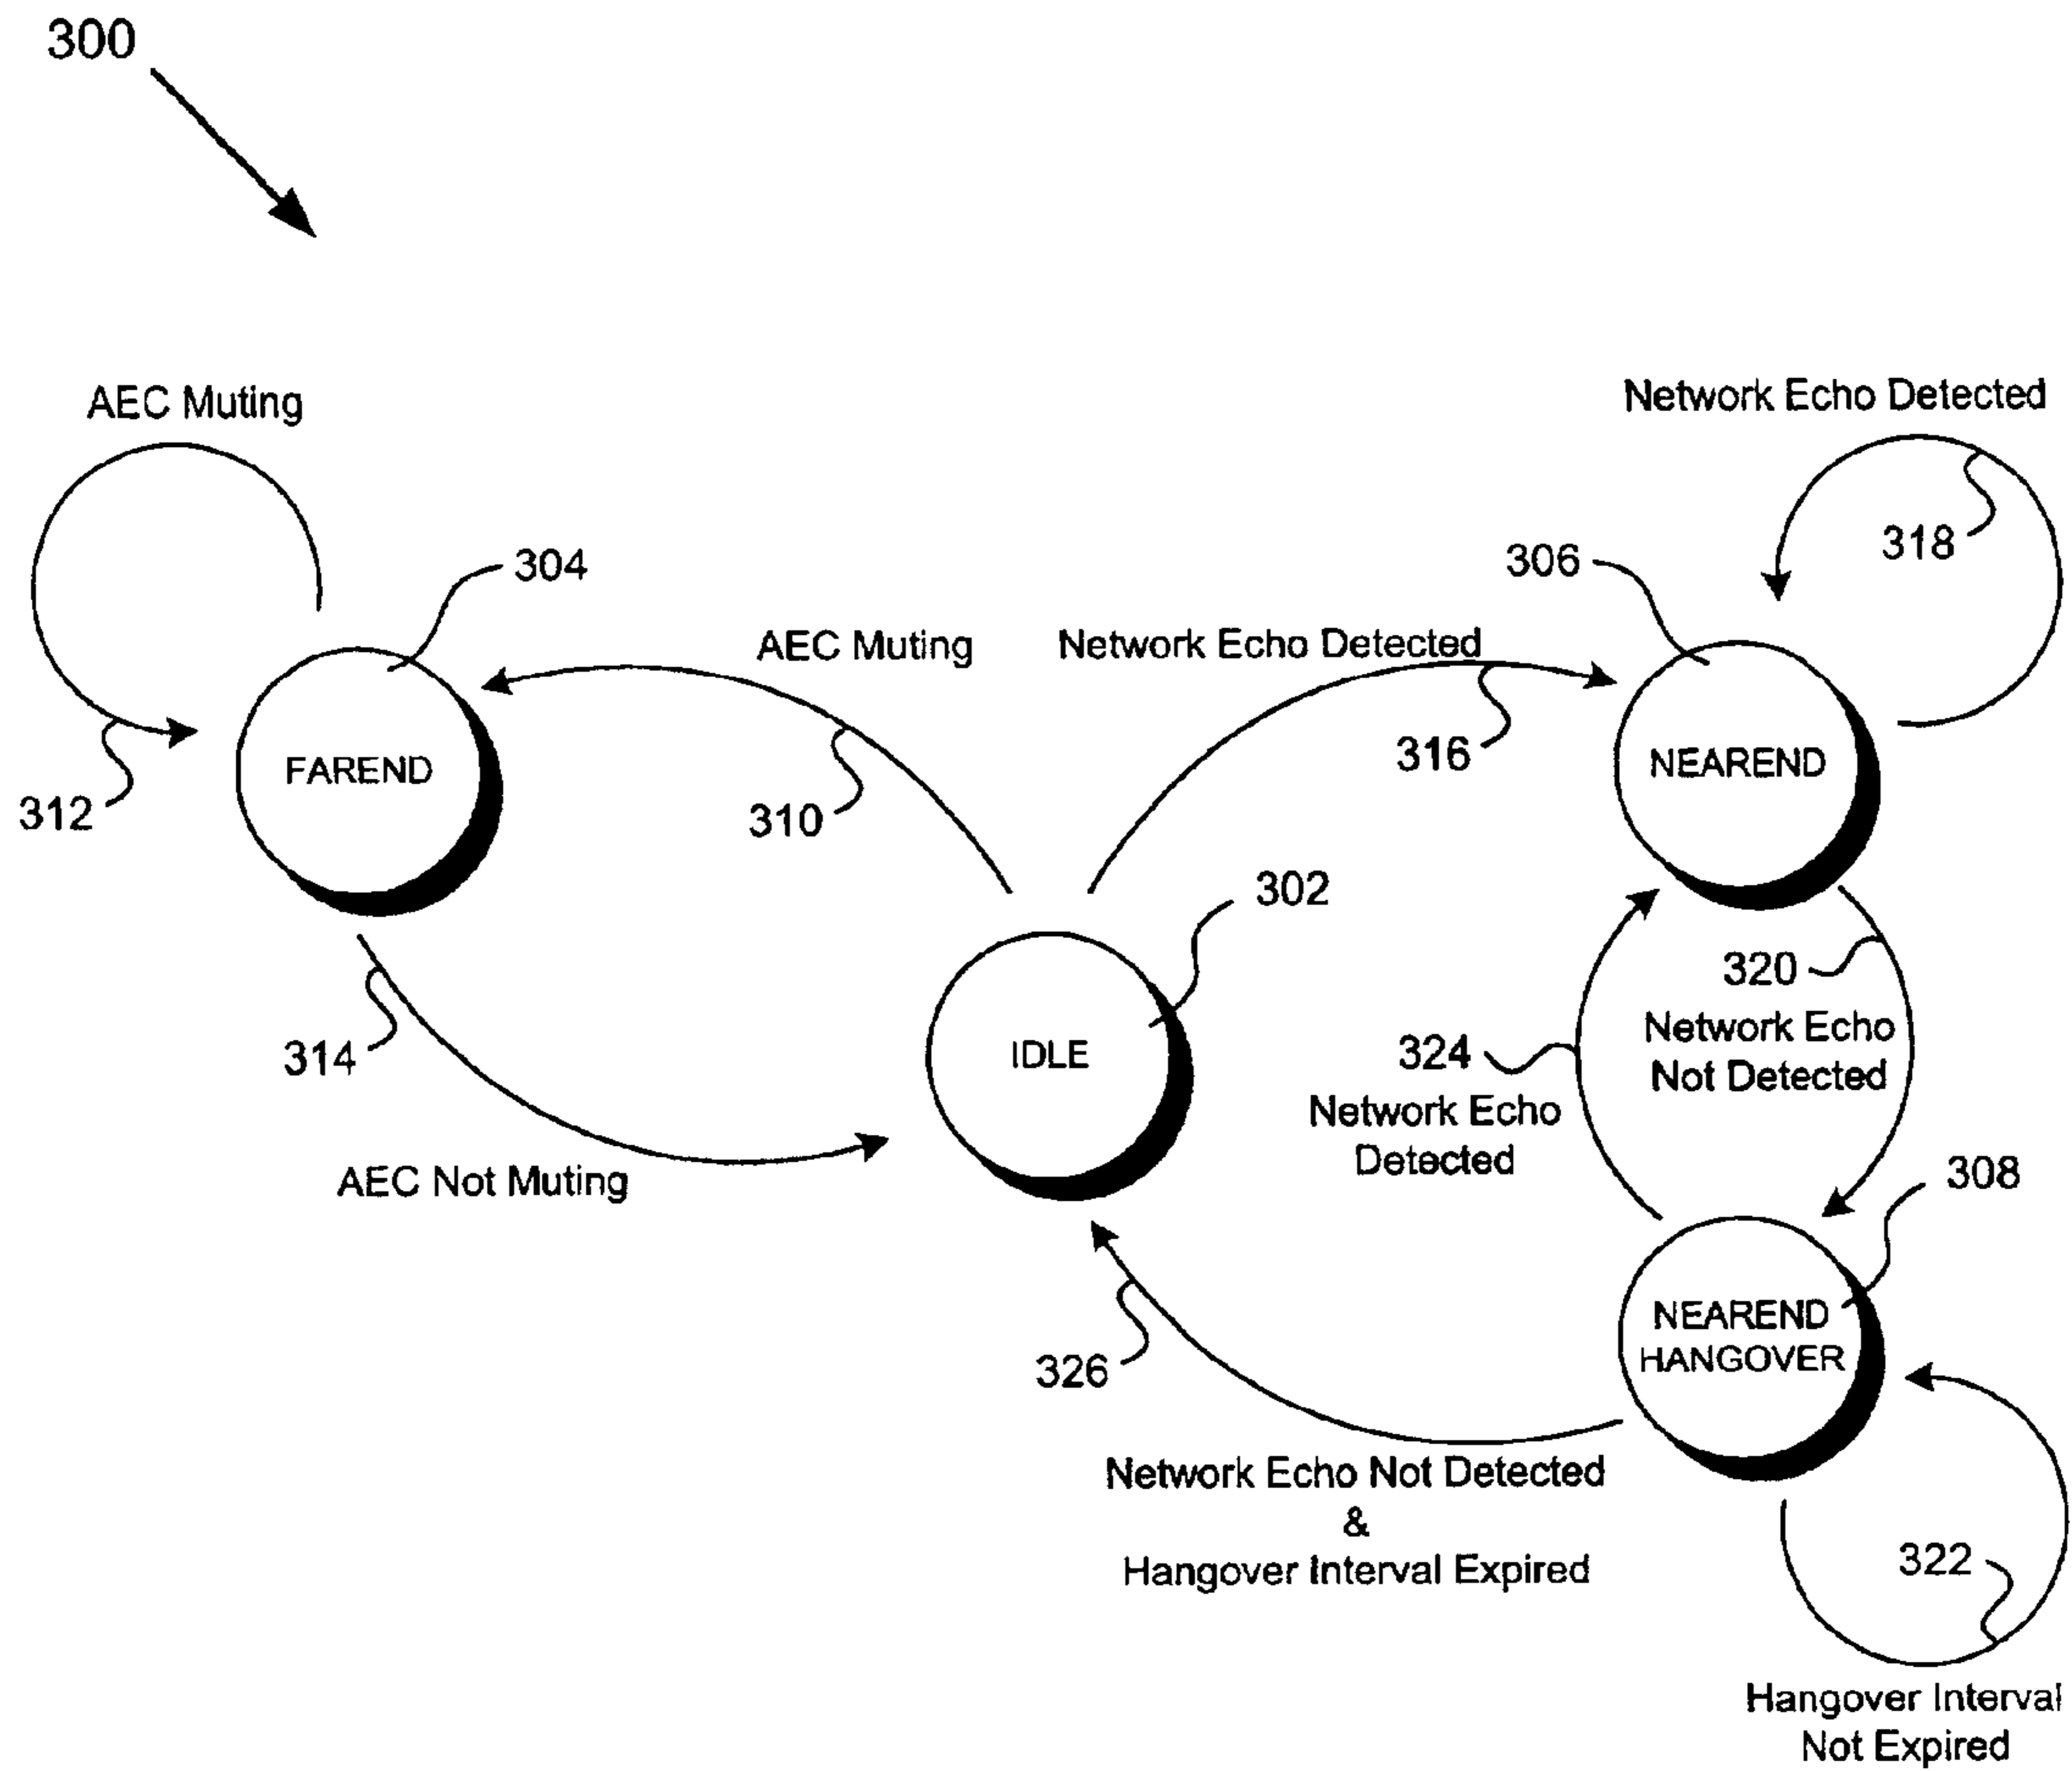 300
AEC Muting
Network Echo Detected
318
304
306
AEC Muting
Network Echo Detected
316
FAREND
NEAREND
312
310
302
320
Network Echo
Not Detected
314
IDLE
324
Network Echo
Detected
AEC Not Muting
308
NEAREND
HANGOVER
326
Network Echo Not Detected
&
Hangover Interval Expired
322
Hangover Interval
Not Expired